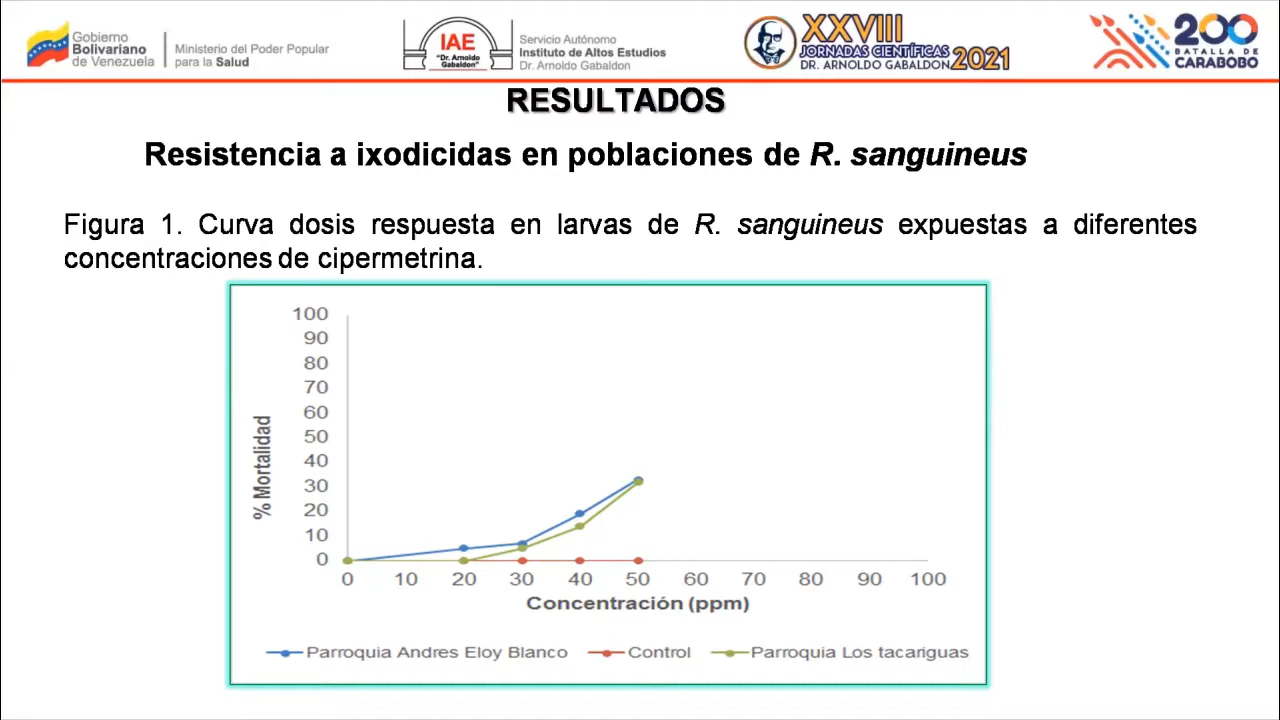 Gobierno
Bolivariano
de Venezuela
Ministerio del Poder Popular
para la Salud
IAE
"Dr. Arnoldo
Gabaldon"
Servicio Autónomo
Instituto de Altos Estudios
Dr. Arnoldo Gabaldon
XXVIII
JORNADAS CIENTÍFICAS
DR. ARNOLDO GABALDON 2021
200
BATALLA DE
CARABOBO
RESULTADOS
Resistencia a ixodicidas en poblaciones de R. sanguineus
Figura 1. Curva dosis respuesta en larvas de R. sanguineus expuestas a diferentes
concentraciones de cipermetrina.
% Mortalidad
100
90
80
70
60
50
40
30
20
10
0
0 10 20 30 40 50 60 70 80 90 100
Concentración (ppm)
Parroquia Andres Eloy Blanco Control Parroquia Los tacariguas